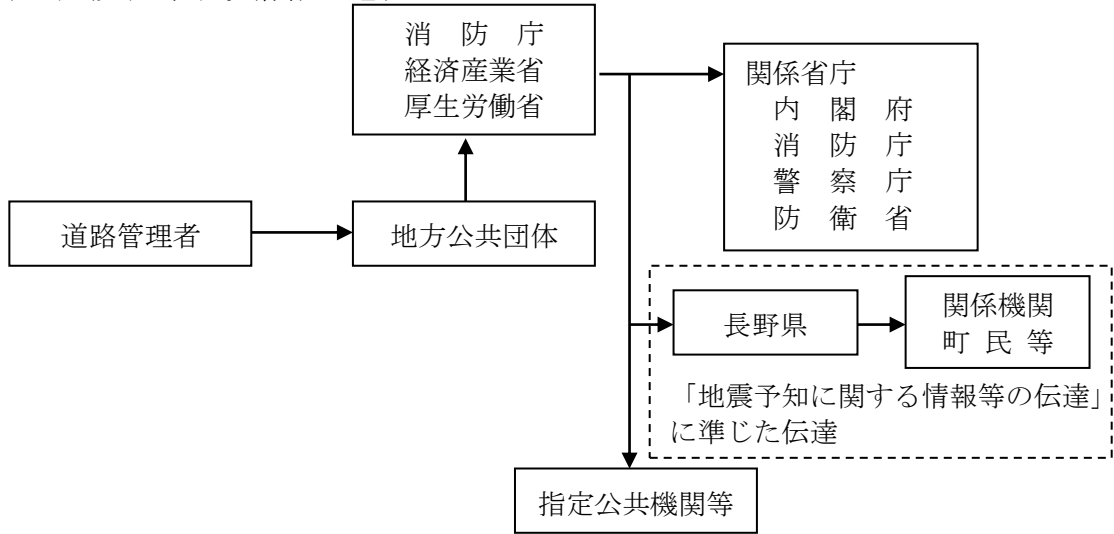 消　防　庁
経済産業省
厚生労働省
関係省庁
内　閣　府
消　防　庁
警　察　庁
防　衛　省
道路管理者
地方公共団体
長野県
関係機関
町 民 等
「地震予知に関する情報等の伝達」
に準じた伝達
指定公共機関等